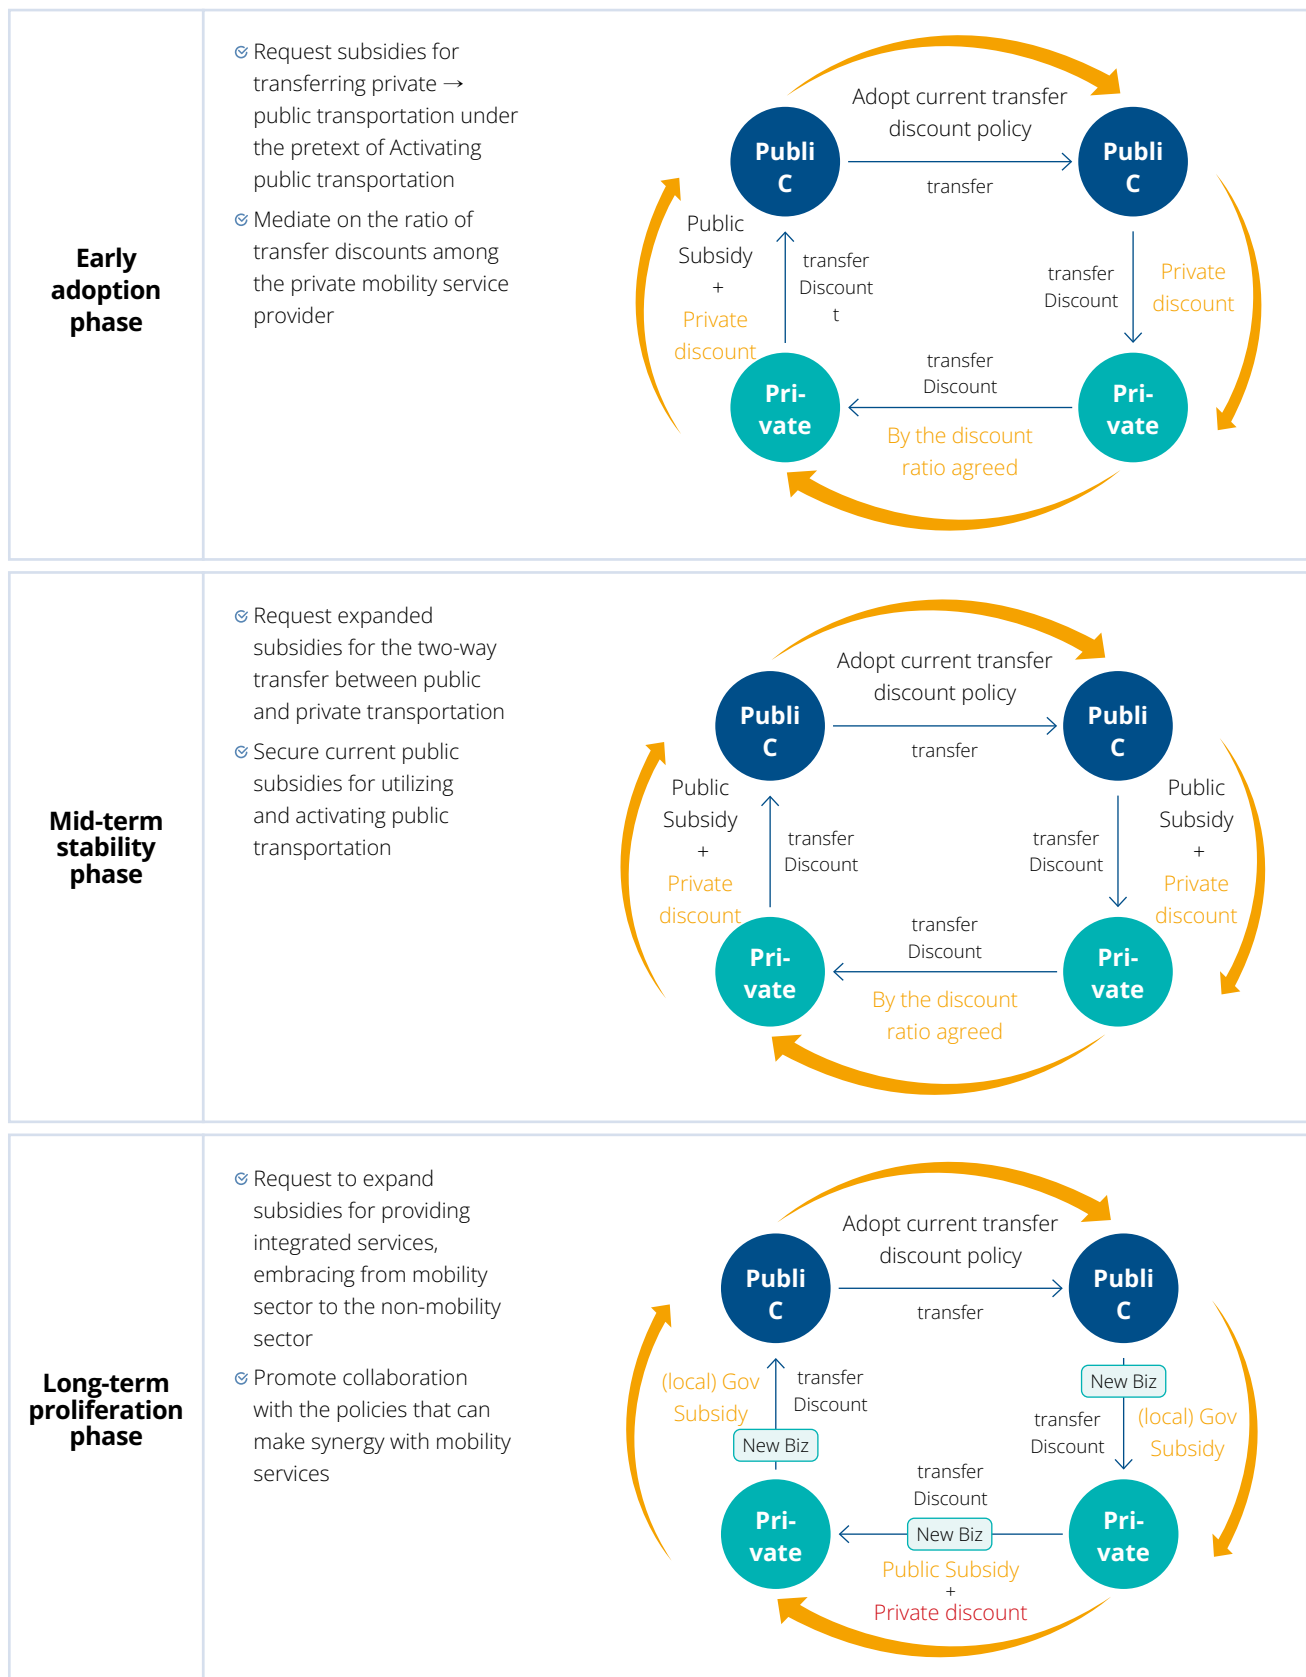 Early
adoption
phase
Request subsidies for
transferring private →
public transportation under
the pretext of Activating
public transportation
Mediate on the ratio of
transfer discounts among
the private mobility service
provider
Adopt current transfer
discount policy
Publi
C
Publi
C
transfer
Public
Subsidy
+
Private
discount
transfer
Discount
t
transfer
Discount
Private
discount
transfer
Discount
Pri-
vate
Pri-
vate
By the discount
ratio agreed
Mid-term
stability
phase
Request expanded
subsidies for the two-way
transfer between public
and private transportation
Secure current public
subsidies for utilizing
and activating public
transportation
Adopt current transfer
discount policy
Publi
C
Publi
C
transfer
Public
Subsidy
+
Private
discount
transfer
Discount
transfer
Discount
Public
Subsidy
+
Private
discount
transfer
Discount
Pri-
vate
Pri-
vate
By the discount
ratio agreed
Long-term
proliferation
phase
Request to expand
subsidies for providing
integrated services,
embracing from mobility
sector to the non-mobility
sector
Promote collaboration
with the policies that can
make synergy with mobility
services
Adopt current transfer
discount policy
Publi
C
Publi
C
transfer
(local) Gov
Subsidy
transfer
Discount
New Biz
New Biz
transfer
Discount
(local) Gov
Subsidy
transfer
Discount
Pri-
vate
New Biz
Pri-
vate
Public Subsidy
+
Private discount